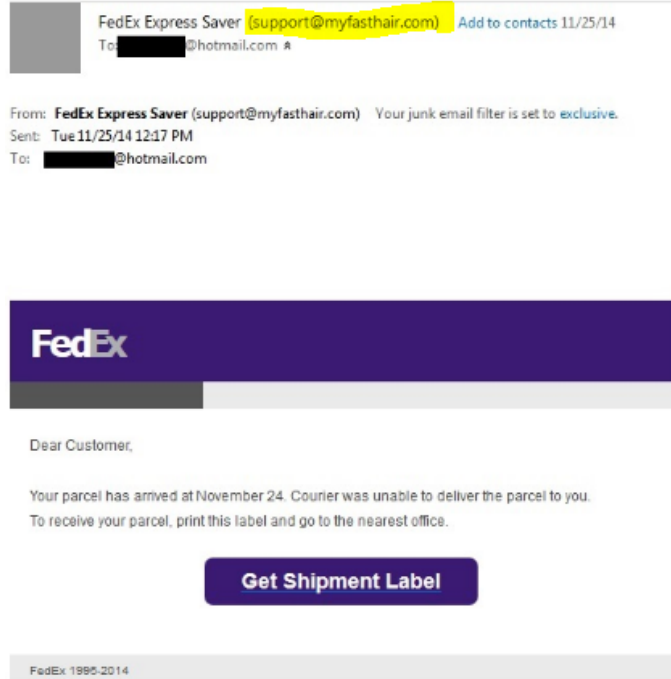 FedEx Express Saver (support@myfasthair.com) Add to contacts 11/25/14
To: @hotmail.com
From: FedEx Express Saver (support@myfasthair.com) Your junk email filter is set to exclusive.
Sent: Tue 11/25/14 12:17 PM
To: @hotmail.com
FedEx
Dear Customer,
Your parcel has arrived at November 24. Courier was unable to deliver the parcel to you.
To receive your parcel, print this label and go to the nearest office.
Get Shipment Label
FedEx 1995-2014